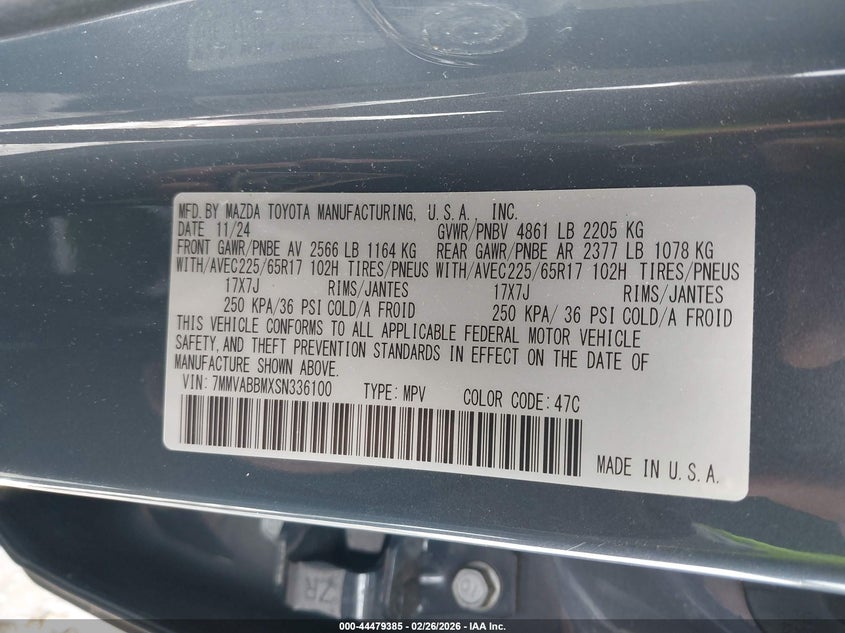 MFD. BY MAZDA TOYOTA MANUFACTURING, U.S.A., INC.
DATE 11/24 GVWR/PNBV 4861 LB 2205 KG
FRONT GAWR/PNBE AV 2566 LB 1164 KG REAR GAWR/PNBE AR 2377 LB 1078 KG
WITH/AVEC225/65R17 102H TIRES/PNEUS WITH/AVEC225/65R17 102H TIRES/PNEUS
17X7J RIMS/JANTES 17X7J RIMS/JANTES
250 KPA/36 PSI COLD/A FROID 250 KPA/ 36 PSI COLD/A FROID
THIS VEHICLE CONFORMS TO ALL APPLICABLE FEDERAL MOTOR VEHICLE
SAFETY, AND THEFT PREVENTION STANDARDS IN EFFECT ON THE DATE OF
MANUFACTURE SHOWN ABOVE.
VIN: 7MMVABBMXSN336100 TYPE: MPV COLOR CODE: 47C
MADE IN U.S.A.
ZR
000-44479385 - 02/26/2026 - IAA Inc.